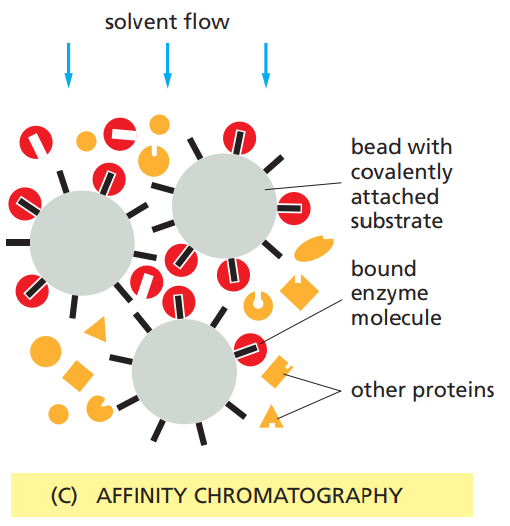 solvent flow
bead with
covalently
attached
substrate
bound
enzyme
molecule
other proteins
(C) AFFINITY CHROMATOGRAPHY